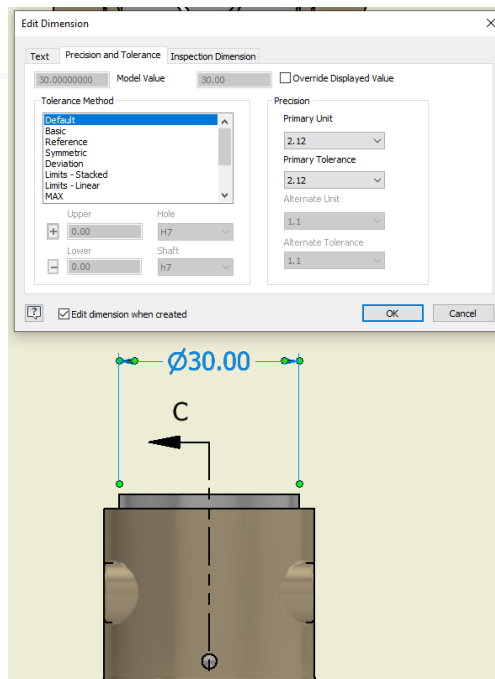 Edit Dimension
Text Precision and Tolerance Inspection Dimension
30.00000000 Model Value 30.00 Override Displayed Value
Tolerance Method Precision
Default
Basic
Reference
Symmetric
Deviation
Limits - Stacked
Limits - Linear
MAX
Primary Unit
2.12
Primary Tolerance
2.12
Alternate Unit
1.1
Alternate Tolerance
1.1
Upper Hole
+ 0.00 H7
Lower Shaft
- 0.00 h7
? Edit dimension when created OK Cancel
Ø30.00
C